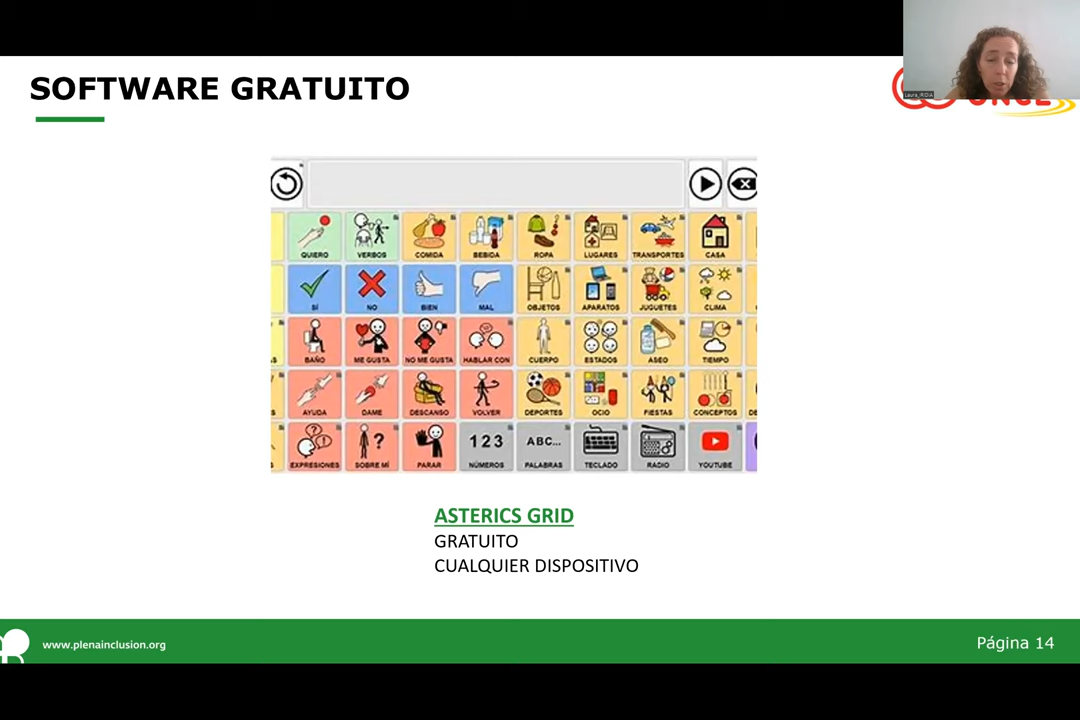 SOFTWARE GRATUITO
Laura_IRIDIA
QUIERO VERBOS COMIDA BEBIDA ROPA LUGARES TRANSPORTES CASA
SÍ NO BIEN MAL OBJETOS APARATOS JUGUETES CLIMA
BAÑO ME GUSTA NO ME GUSTA HABLAR CON CUERPO ESTADOS ASEO TIEMPO
AYUDA DAME DESCANSO VOLVER DEPORTES OCIO FIESTAS CONCEPTOS
123 ABC...
EXPRESIONES SOBRE MÍ PARAR NÚMEROS PALABRAS TECLADO RADIO YOUTUBE
ASTERICS GRID
GRATUITO
CUALQUIER DISPOSITIVO
www.plenainclusion.org
Página 14